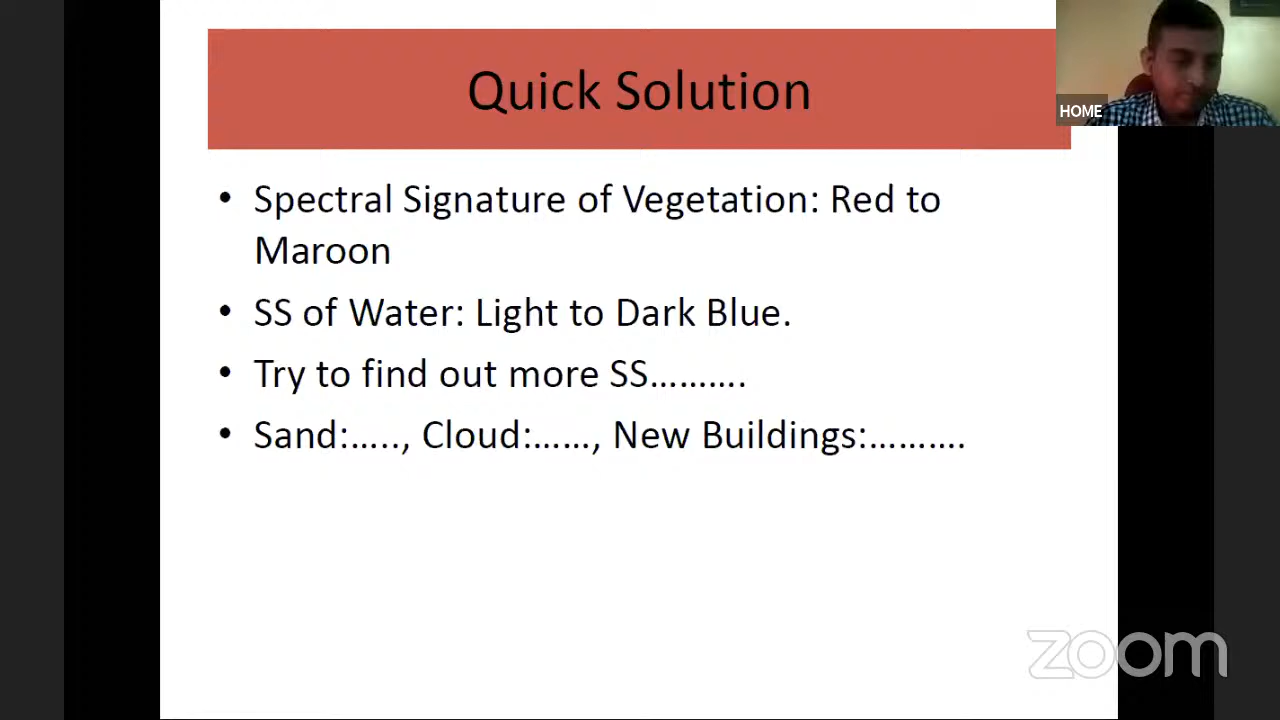 Quick Solution
HOME
• Spectral Signature of Vegetation: Red to
Maroon
• SS of Water: Light to Dark Blue.
• Try to find out more SS……….
• Sand:….., Cloud:……, New Buildings:……….
zoom